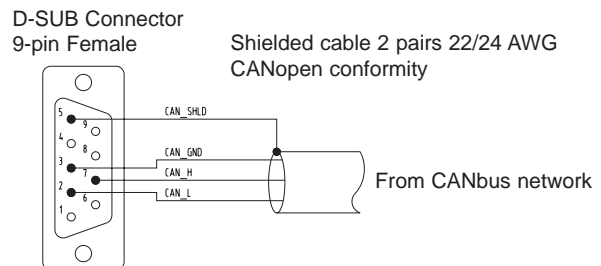 D-SUB Connector
9-pin Female
Shielded cable 2 pairs 22/24 AWG
CANopen conformity
5
9
4
8
3
7
2
6
1
CAN_SHLD
CAN_GND
CAN_H
CAN_L
From CANbus network